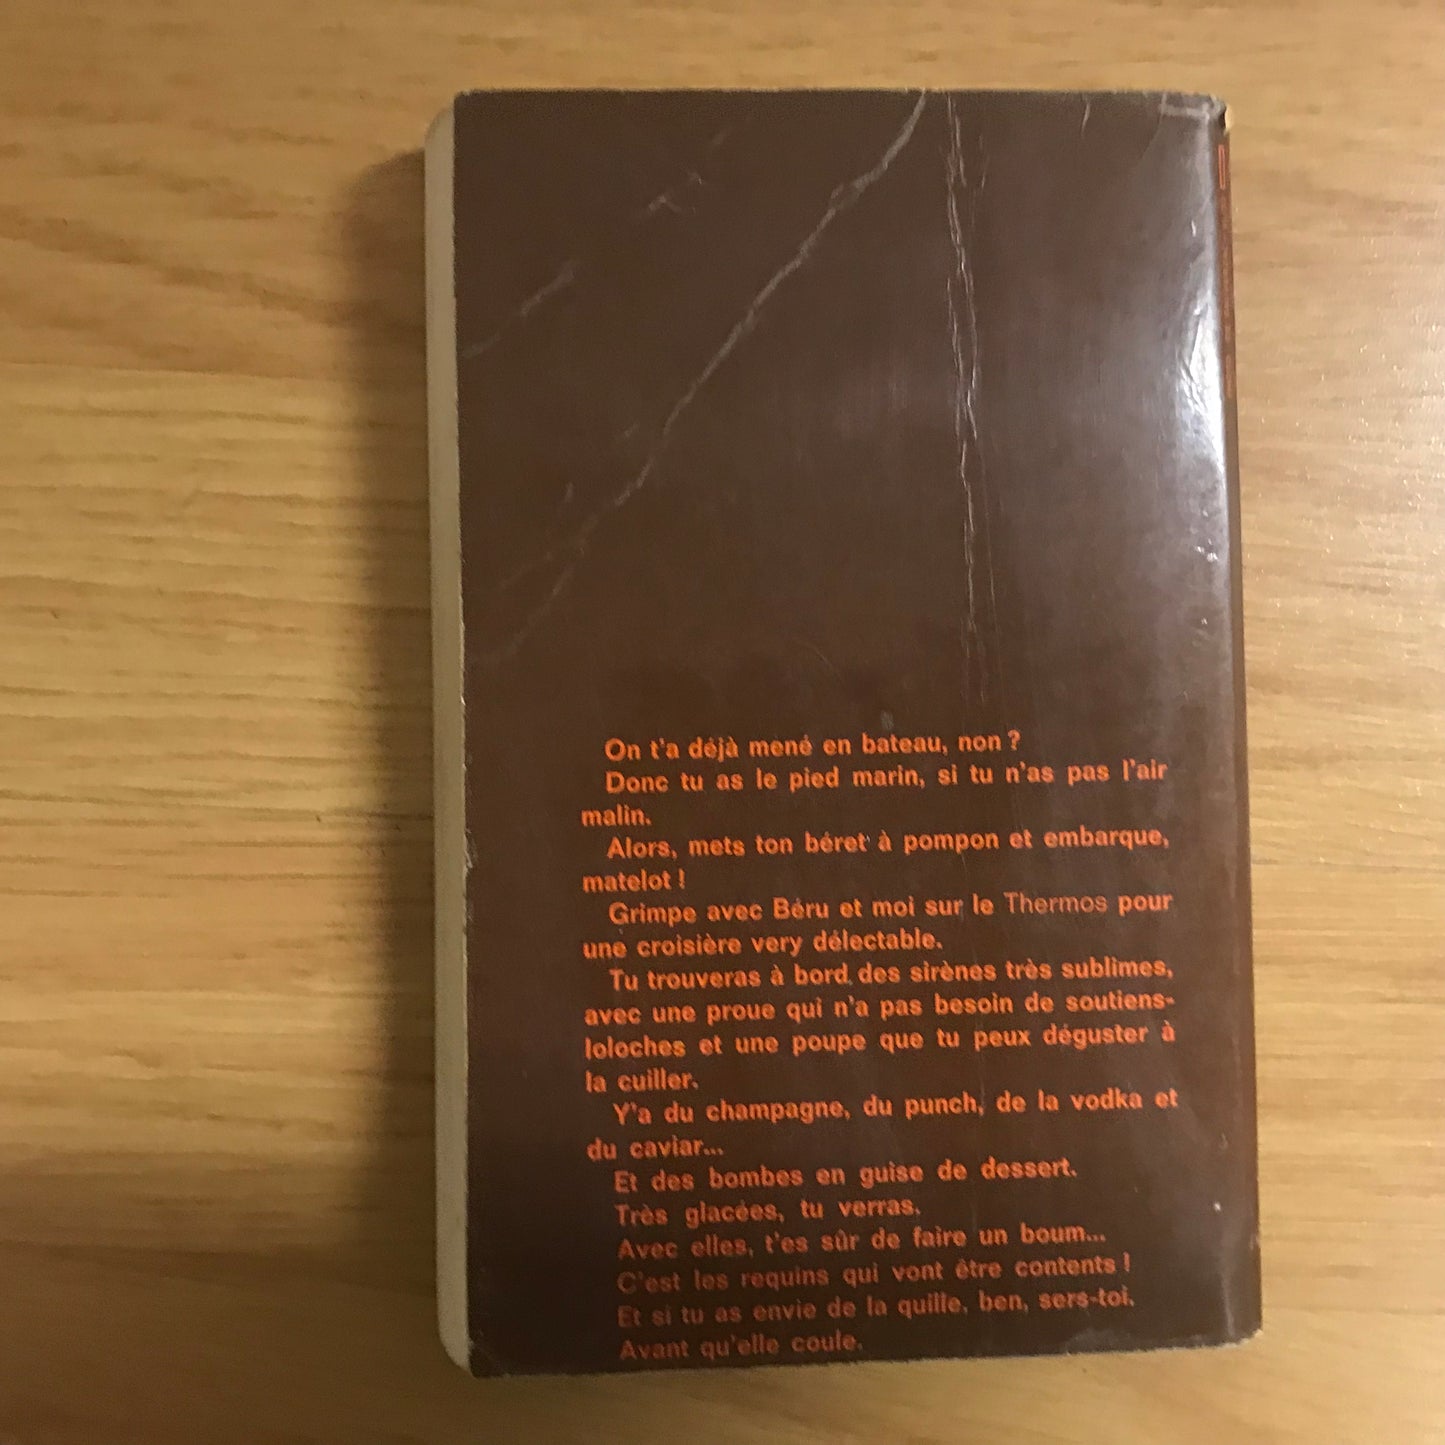 On t'a déjà mené en bateau, non ?
Donc tu as le pied marin, si tu n'as pas l'air
malin.
Alors, mets ton béret à pompon et embarque,
matelot !
Grimpe avec Béru et moi sur le Thermos pour
une croisière very délectable.
Tu trouveras à bord des sirènes très sublimes,
avec une proue qui n'a pas besoin de soutiens-
loloches et une poupe que tu peux déguster à
la cuiller.
Y'a du champagne, du punch, de la vodka et
du caviar...
Et des bombes en guise de dessert.
Très glacées, tu verras.
Avec elles, t'es sûr de faire un boum...
C'est les requins qui vont être contents !
Et si tu as envie de la quille, ben, sers-toi.
Avant qu'elle coule.